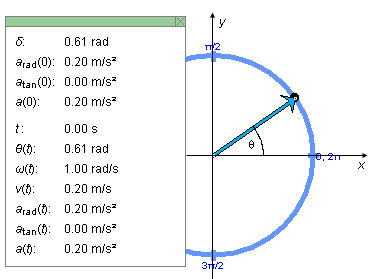 δ: 0.61 rad
a_rad(0): 0.20 m/s²
a_tan(0): 0.00 m/s²
a(0): 0.20 m/s²
t: 0.00 s
θ(t): 0.61 rad
ω(t): 1.00 rad/s
v(t): 0.20 m/s
a_rad(t): 0.20 m/s²
a_tan(t): 0.00 m/s²
a(t): 0.20 m/s²
y
π/2
θ
0, 2π
x
3π/2